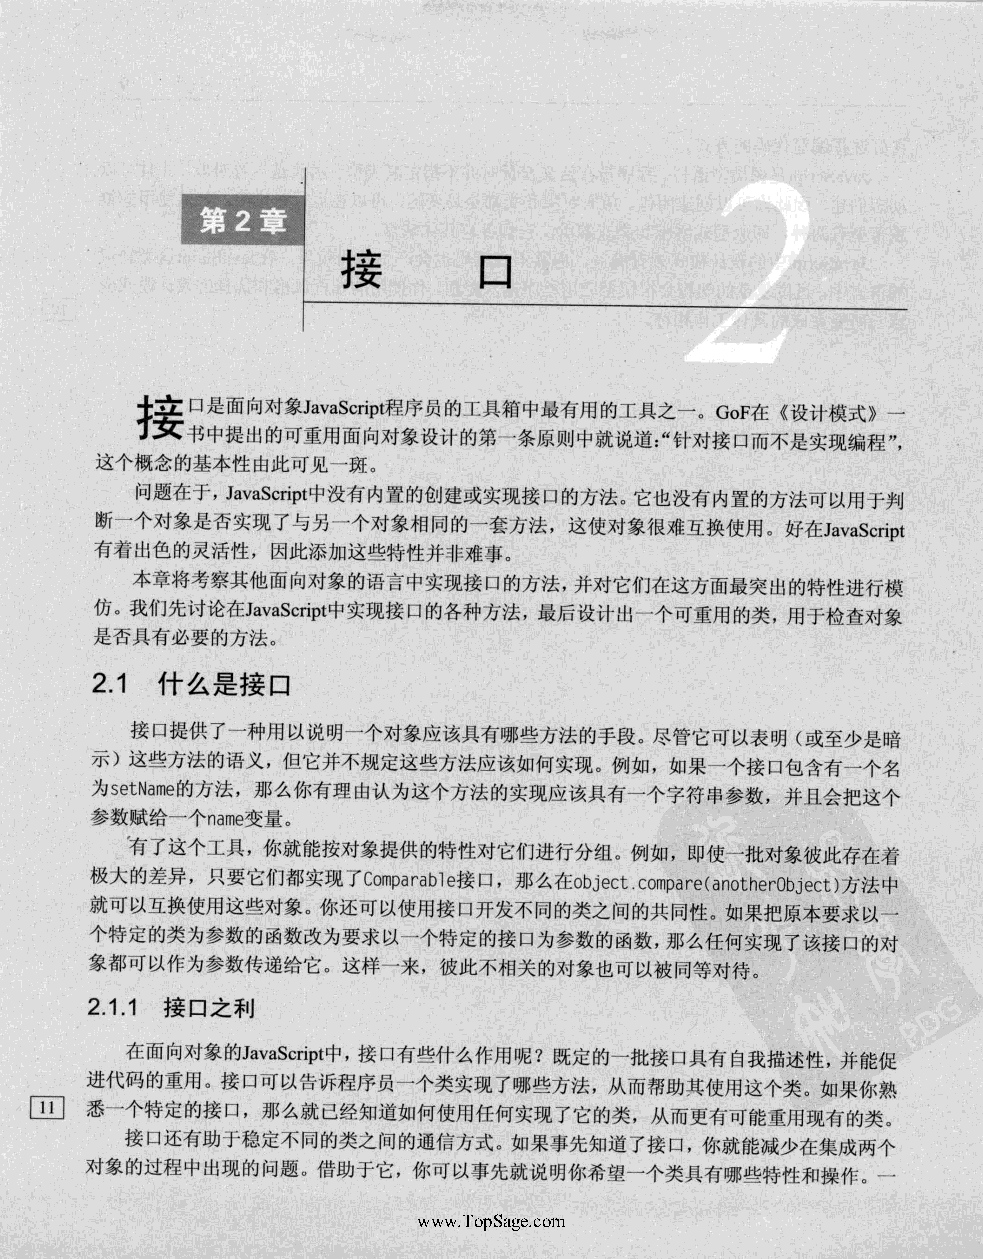 第2章
2
接 口
接口是面向对象JavaScript程序员的工具箱中最有用的工具之一。GoF在《设计模式》一
书中提出的可重用面向对象设计的第一条原则中就说道:“针对接口而不是实现编程”,
这个概念的基本性由此可见一斑。
问题在于,JavaScript中没有内置的创建或实现接口的方法。它也没有内置的方法可以用于判
断一个对象是否实现了与另一个对象相同的一套方法,这使对象很难互换使用。好在JavaScript
有着出色的灵活性,因此添加这些特性并非难事。
本章将考察其他面向对象的语言中实现接口的方法,并对它们在这方面最突出的特性进行模
仿。我们先讨论在JavaScript中实现接口的各种方法,最后设计出一个可重用的类,用于检查对象
是否具有必要的方法。
2.1 什么是接口
接口提供了一种用以说明一个对象应该具有哪些方法的手段。尽管它可以表明(或至少是暗
示)这些方法的语义,但它并不规定这些方法应该如何实现。例如,如果一个接口包含有一个名
为setName的方法,那么你有理由认为这个方法的实现应该具有一个字符串参数,并且会把这个
参数赋给一个name变量。
有了这个工具,你就能按对象提供的特性对它们进行分组。例如,即使一批对象彼此存在着
极大的差异,只要它们都实现了Comparable接口,那么在object.compare(anotherObject)方法中
就可以互换使用这些对象。你还可以使用接口开发不同的类之间的共同性。如果把原本要求以一
个特定的类为参数的函数改为要求以一个特定的接口为参数的函数,那么任何实现了该接口的对
象都可以作为参数传递给它。这样一来,彼此不相关的对象也可以被同等对待。
2.1.1 接口之利
在面向对象的JavaScript中,接口有些什么作用呢?既定的一批接口具有自我描述性,并能促
进代码的重用。接口可以告诉程序员一个类实现了哪些方法,从而帮助其使用这个类。如果你熟
11
悉一个特定的接口,那么就已经知道如何使用任何实现了它的类,从而更有可能重用现有的类。
接口还有助于稳定不同的类之间的通信方式。如果事先知道了接口,你就能减少在集成两个
对象的过程中出现的问题。借助于它,你可以事先就说明你希望一个类具有哪些特性和操作。一
PDG
www.TopSage.com